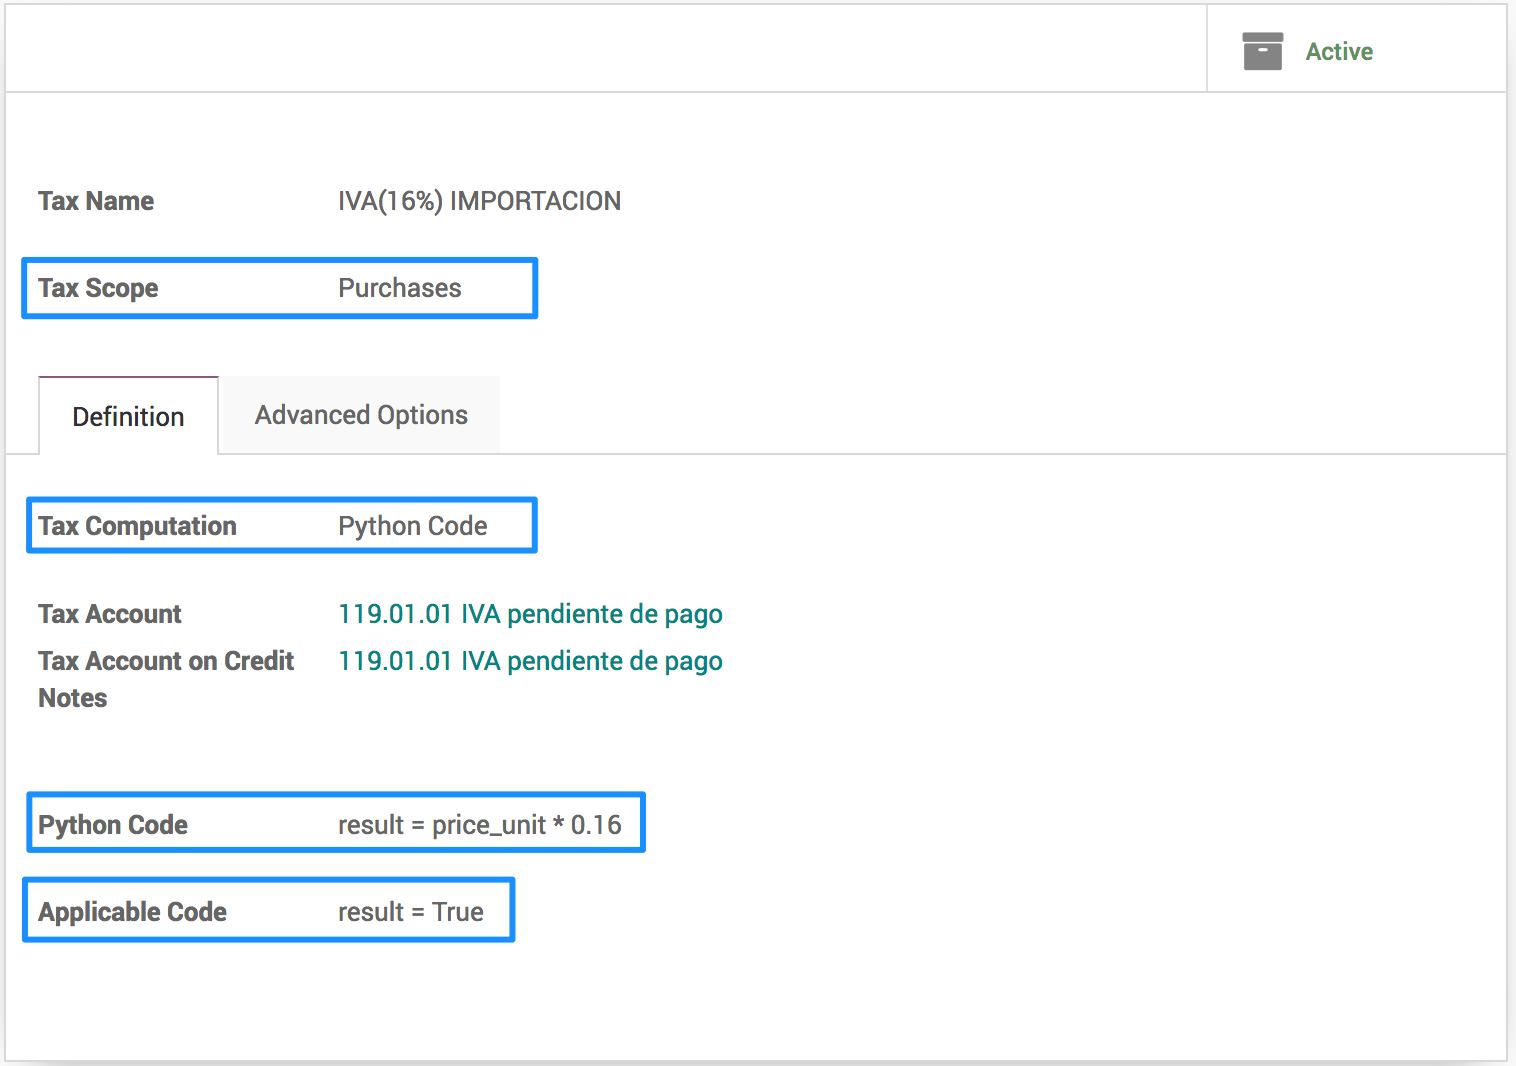 Active
Tax Name IVA(16%) IMPORTACION
Tax Scope Purchases
Definition Advanced Options
Tax Computation Python Code
Tax Account 119.01.01 IVA pendiente de pago
Tax Account on Credit 119.01.01 IVA pendiente de pago
Notes
Python Code result = price_unit * 0.16
Applicable Code result = True